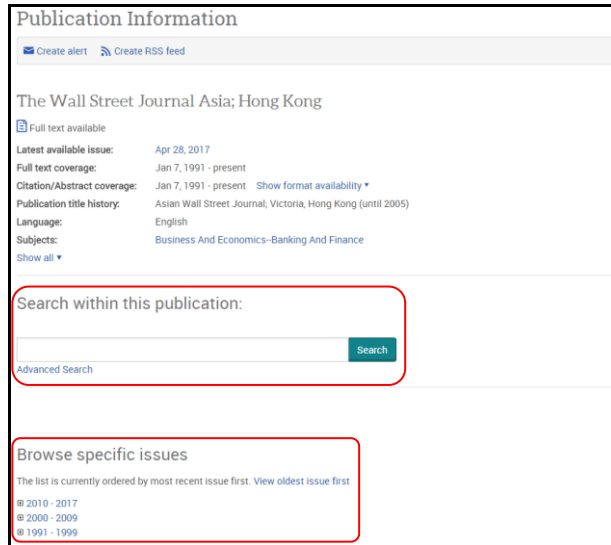 Publication Information
Create alert Create RSS feed
The Wall Street Journal Asia; Hong Kong
Full text available
Latest available issue: Apr 28, 2017
Full text coverage: Jan 7, 1991 - present
Citation/Abstract coverage: Jan 7, 1991 - present Show format availability
Publication title history: Asian Wall Street Journal; Victoria, Hong Kong (until 2005)
Language: English
Subjects: Business And Economics--Banking And Finance
Show all
Search within this publication:
Search
Advanced Search
Browse specific issues
The list is currently ordered by most recent issue first. View oldest issue first
2010 - 2017
2000 - 2009
1991 - 1999